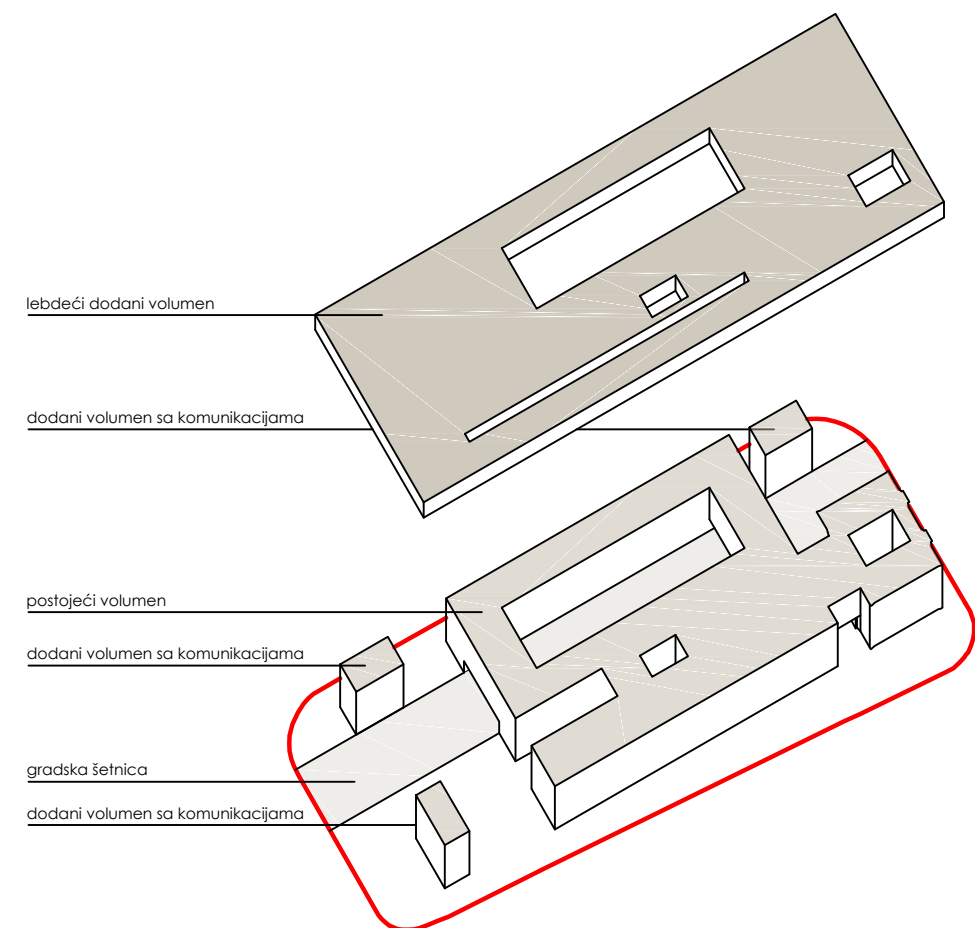 lebdeći dodani volumen
dodani volumen sa komunikacijama
postojeći volumen
dodani volumen sa komunikacijama
gradska šetnica
dodani volumen sa komunikacijama